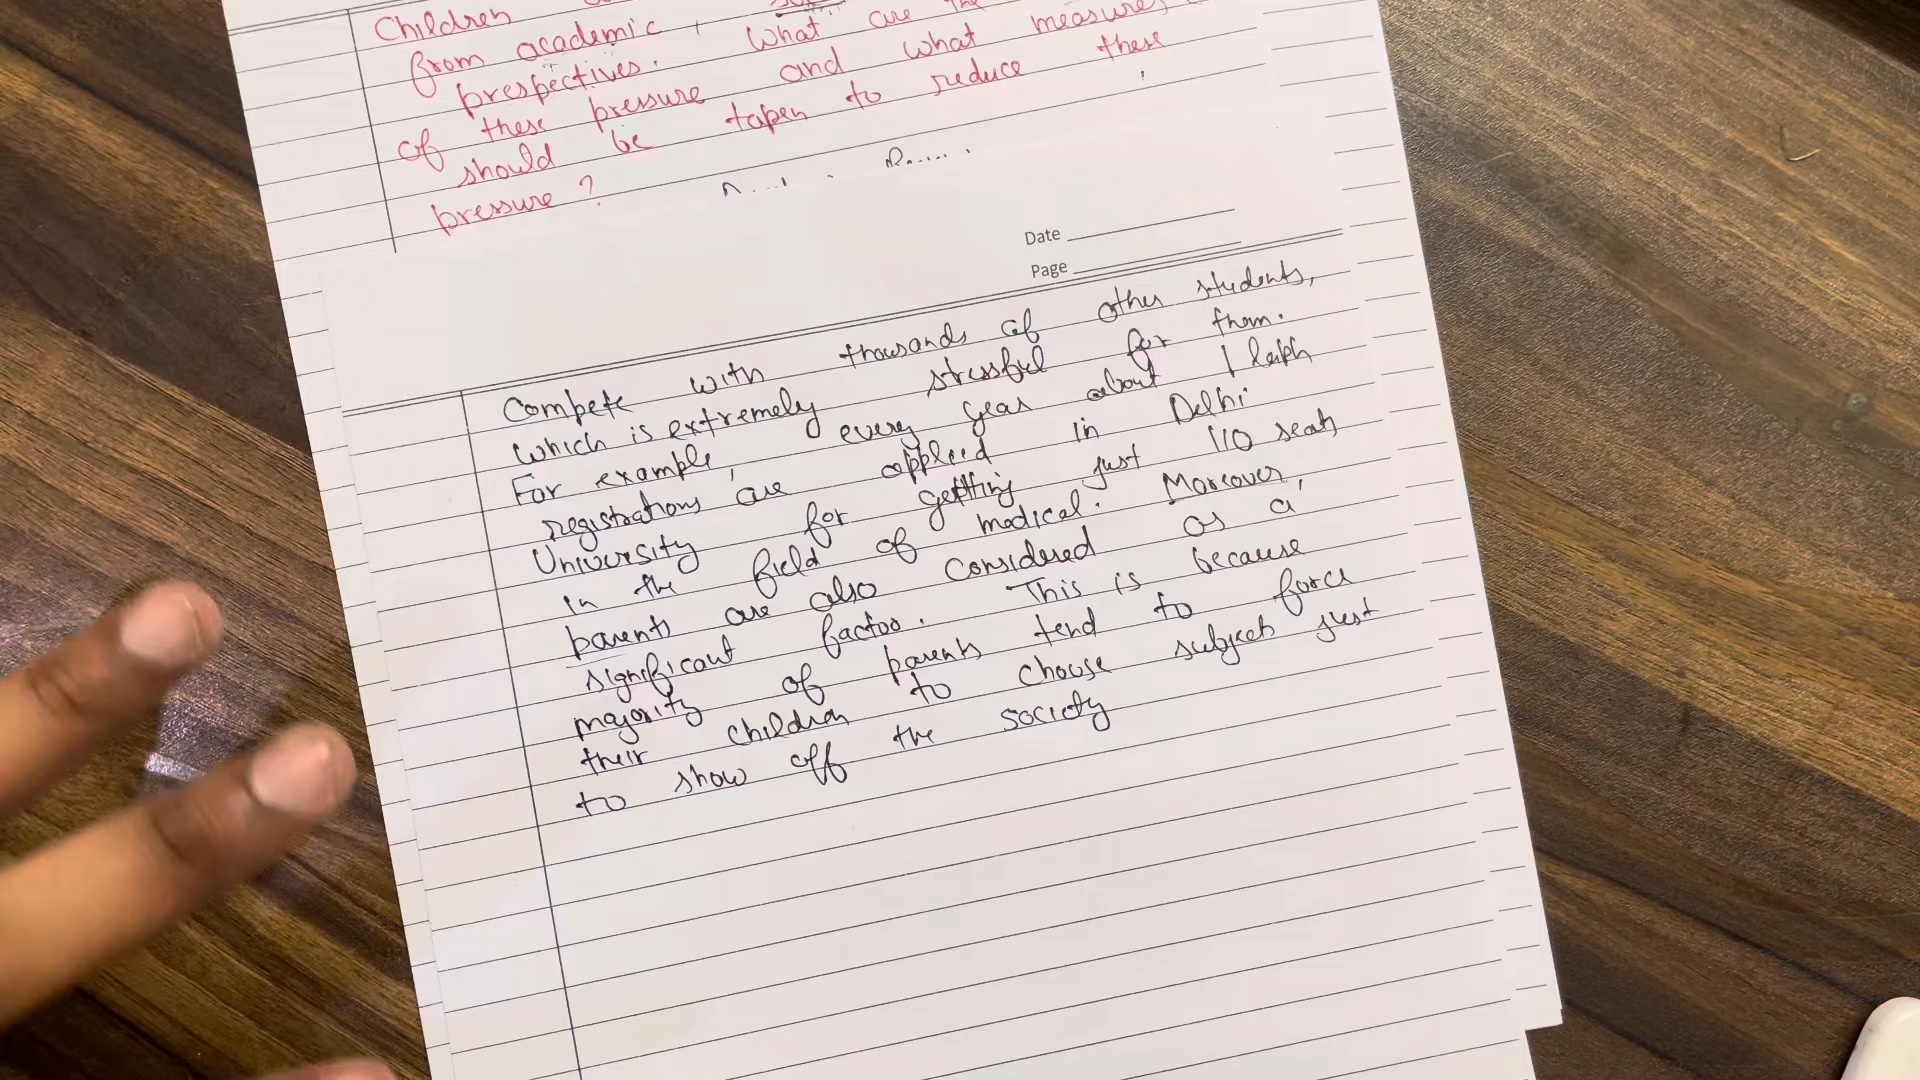 Children
from academic, What are the
prespectives. and what measures
of these pressure to reduce these
should be tapen
pressure ?
Date
Page
Compete with thousands of other students,
which is extremely stressful for them.
For example, every year about 1 lakh
registrations are applied in Delhi
University for getting just 110 seats
in the field of medical. Moreover,
parents are also considered as a
significant factor. This is because
majority of parents tend to force
their children to choose subjects just
to show off the society